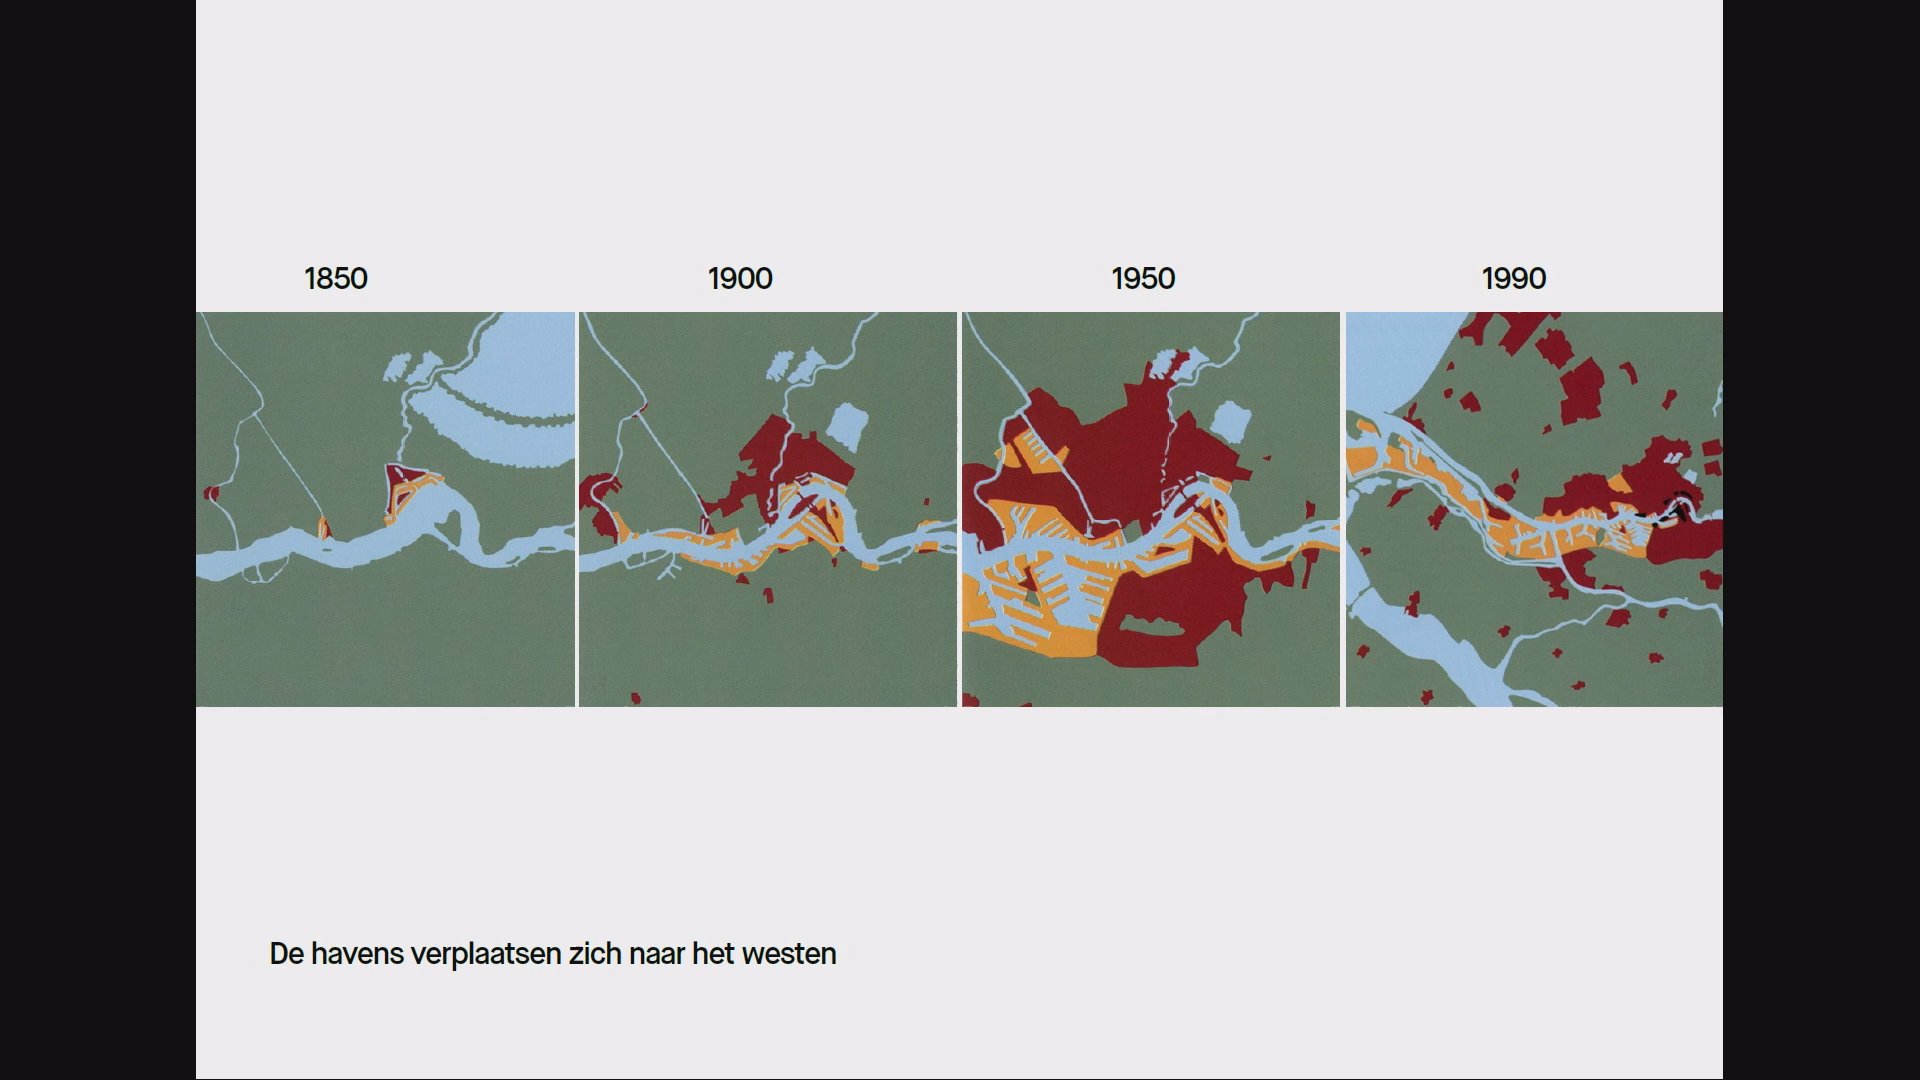 1850
1900
1950
1990
De havens verplaatsen zich naar het westen